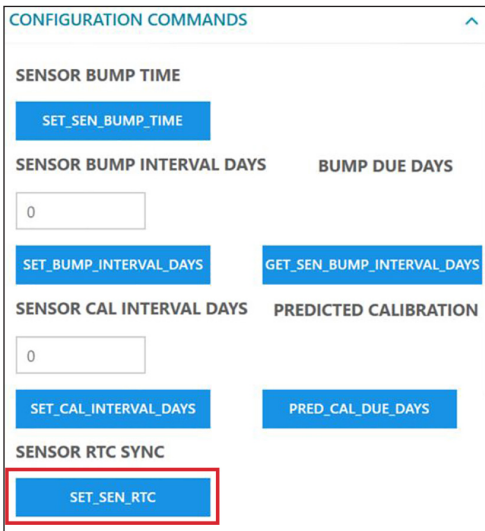 CONFIGURATION COMMANDS
SENSOR BUMP TIME
SET_SEN_BUMP_TIME
SENSOR BUMP INTERVAL DAYS BUMP DUE DAYS
0
SET_BUMP_INTERVAL_DAYS GET_SEN_BUMP_INTERVAL_DAYS
SENSOR CAL INTERVAL DAYS PREDICTED CALIBRATION
0
SET_CAL_INTERVAL_DAYS PRED_CAL_DUE_DAYS
SENSOR RTC SYNC
SET_SEN_RTC